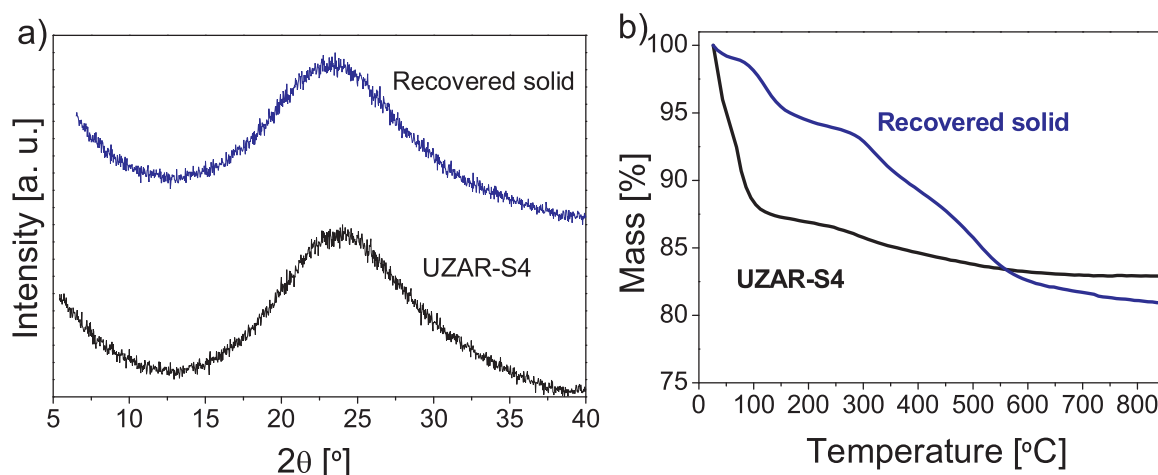 a)
Intensity [a. u.]
Recovered solid
UZAR-S4
5 10 15 20 25 30 35 40
2θ [º]
b)
Mass [%]
100
95
90
85
80
75
Recovered solid
UZAR-S4
0 100 200 300 400 500 600 700 800
Temperature [ºC]